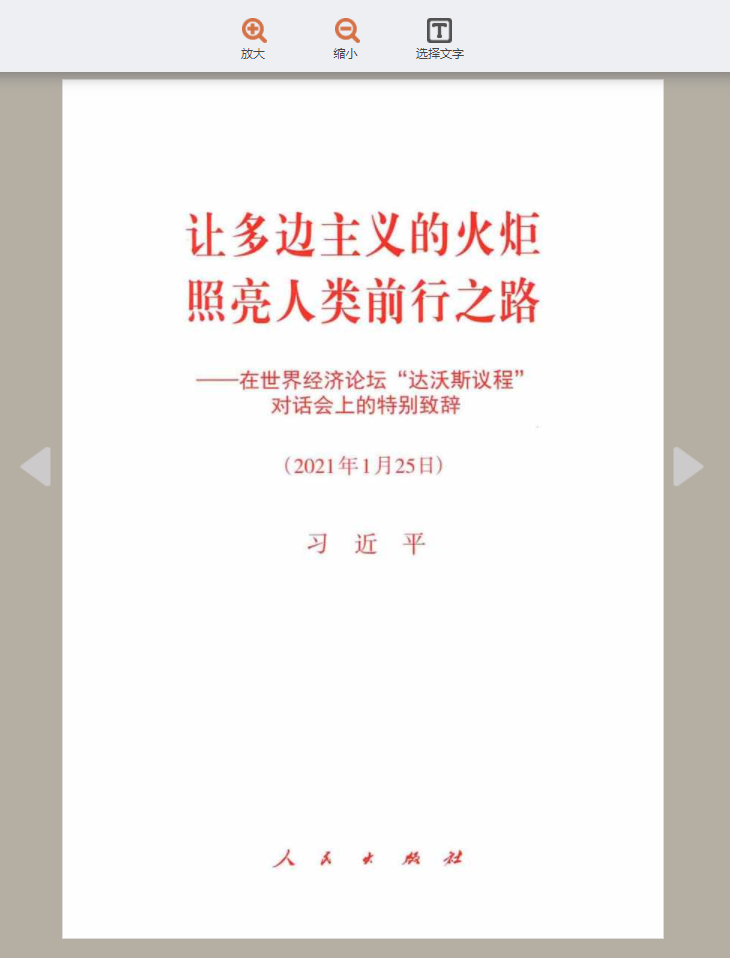 放大 缩小 选择文字
让多边主义的火炬
照亮人类前行之路
——在世界经济论坛“达沃斯议程”
对话会上的特别致辞
(2021年1月25日)
习 近 平
人 民 出 版 社